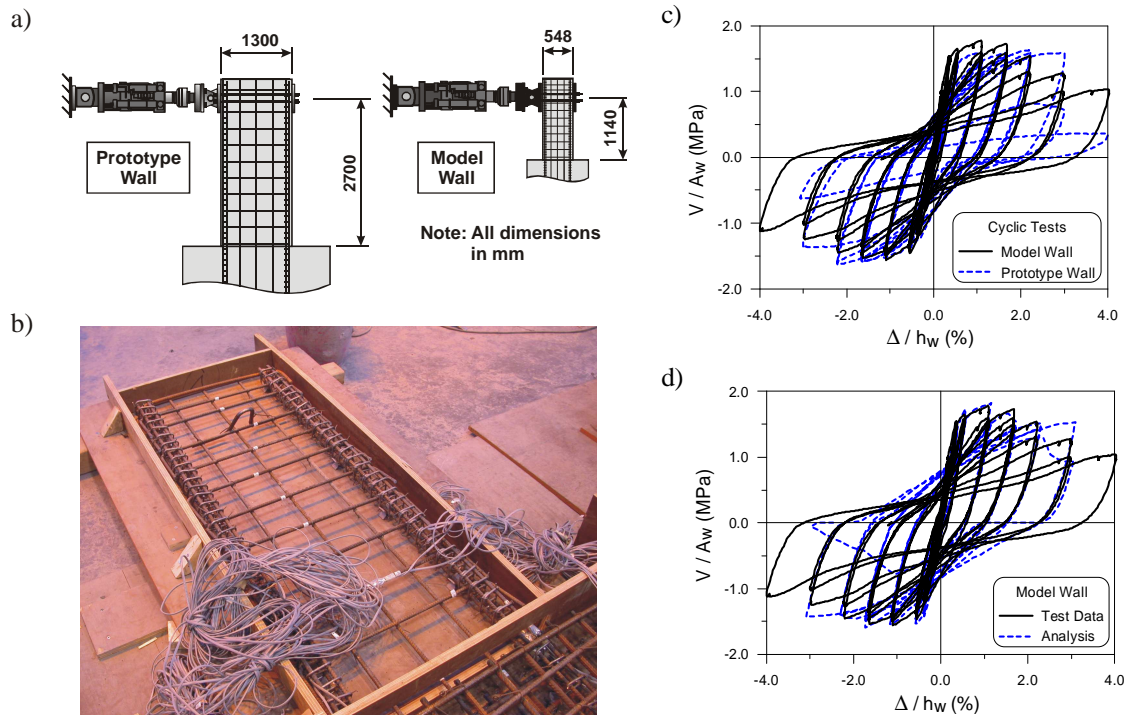 a)
1300
548
Prototype
Wall
2700
Model
Wall
1140
Note: All dimensions
in mm
b)
c)
2.0
1.0
0.0
-1.0
-2.0
V / Aw (MPa)
Cyclic Tests
Model Wall
Prototype Wall
-4.0 -2.0 0.0 2.0 4.0
Δ / hw (%)
d)
2.0
1.0
0.0
-1.0
-2.0
V / Aw (MPa)
Model Wall
Test Data
Analysis
-4.0 -2.0 0.0 2.0 4.0
Δ / hw (%)